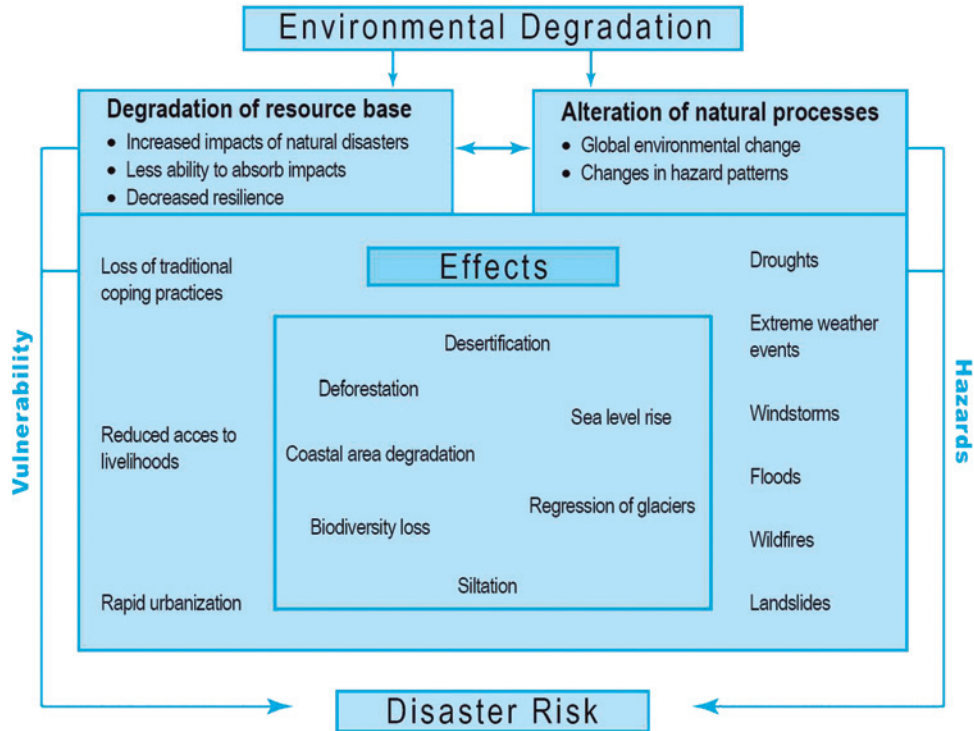 Environmental Degradation
Degradation of resource base
• Increased impacts of natural disasters
• Less ability to absorb impacts
• Decreased resilience
Alteration of natural processes
• Global environmental change
• Changes in hazard patterns
Effects
Loss of traditional
coping practices
Reduced acces to
livelihoods
Rapid urbanization
Desertification
Deforestation
Sea level rise
Coastal area degradation
Regression of glaciers
Biodiversity loss
Siltation
Droughts
Extreme weather
events
Windstorms
Floods
Wildfires
Landslides
Vulnerability
Hazards
Disaster Risk